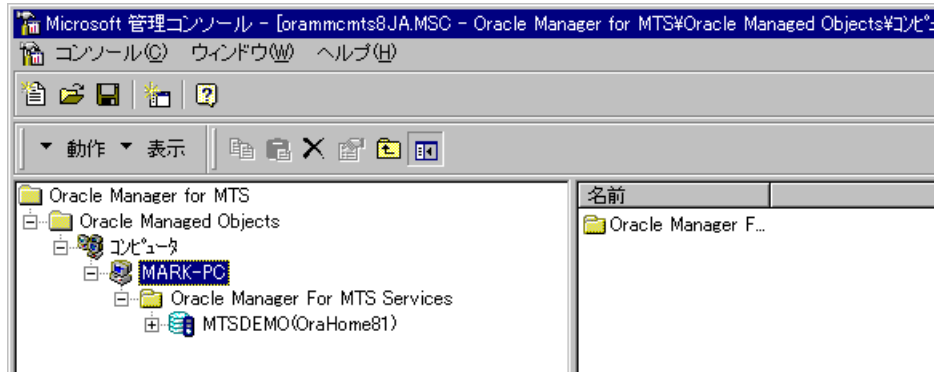 Microsoft 管理コンソール - [orammcmts8JA.MSC - Oracle Manager for MTS¥Oracle Managed Objects¥ｺﾝﾋﾟｭ
コンソール(C) ウィンドウ(W) ヘルプ(H)
動作 表示
Oracle Manager for MTS
名前
Oracle Managed Objects
Oracle Manager F...
ｺﾝﾋﾟｭｰﾀ
MARK-PC
Oracle Manager For MTS Services
MTSDEMO(OraHome81)